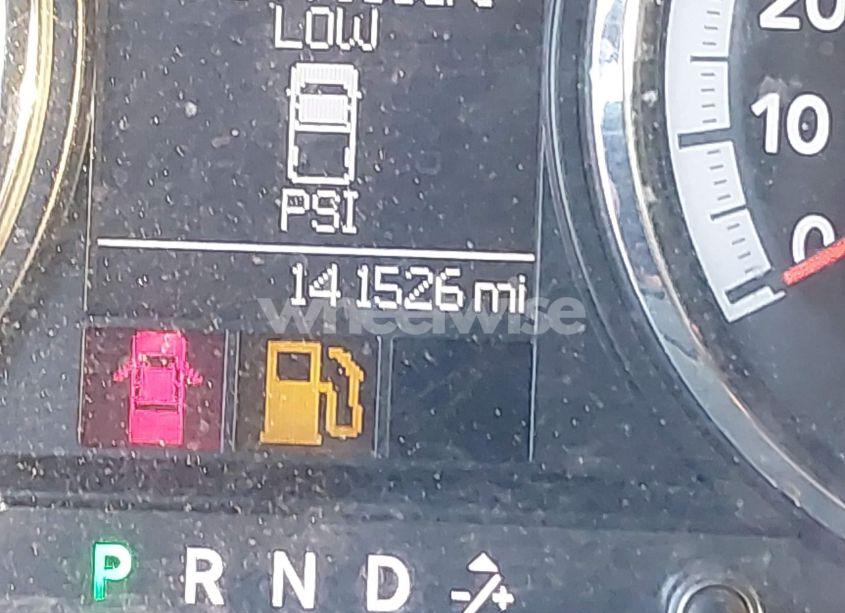 LOW
20
10
0
PSI
141526 mi
wheelwise
P R N D -/+